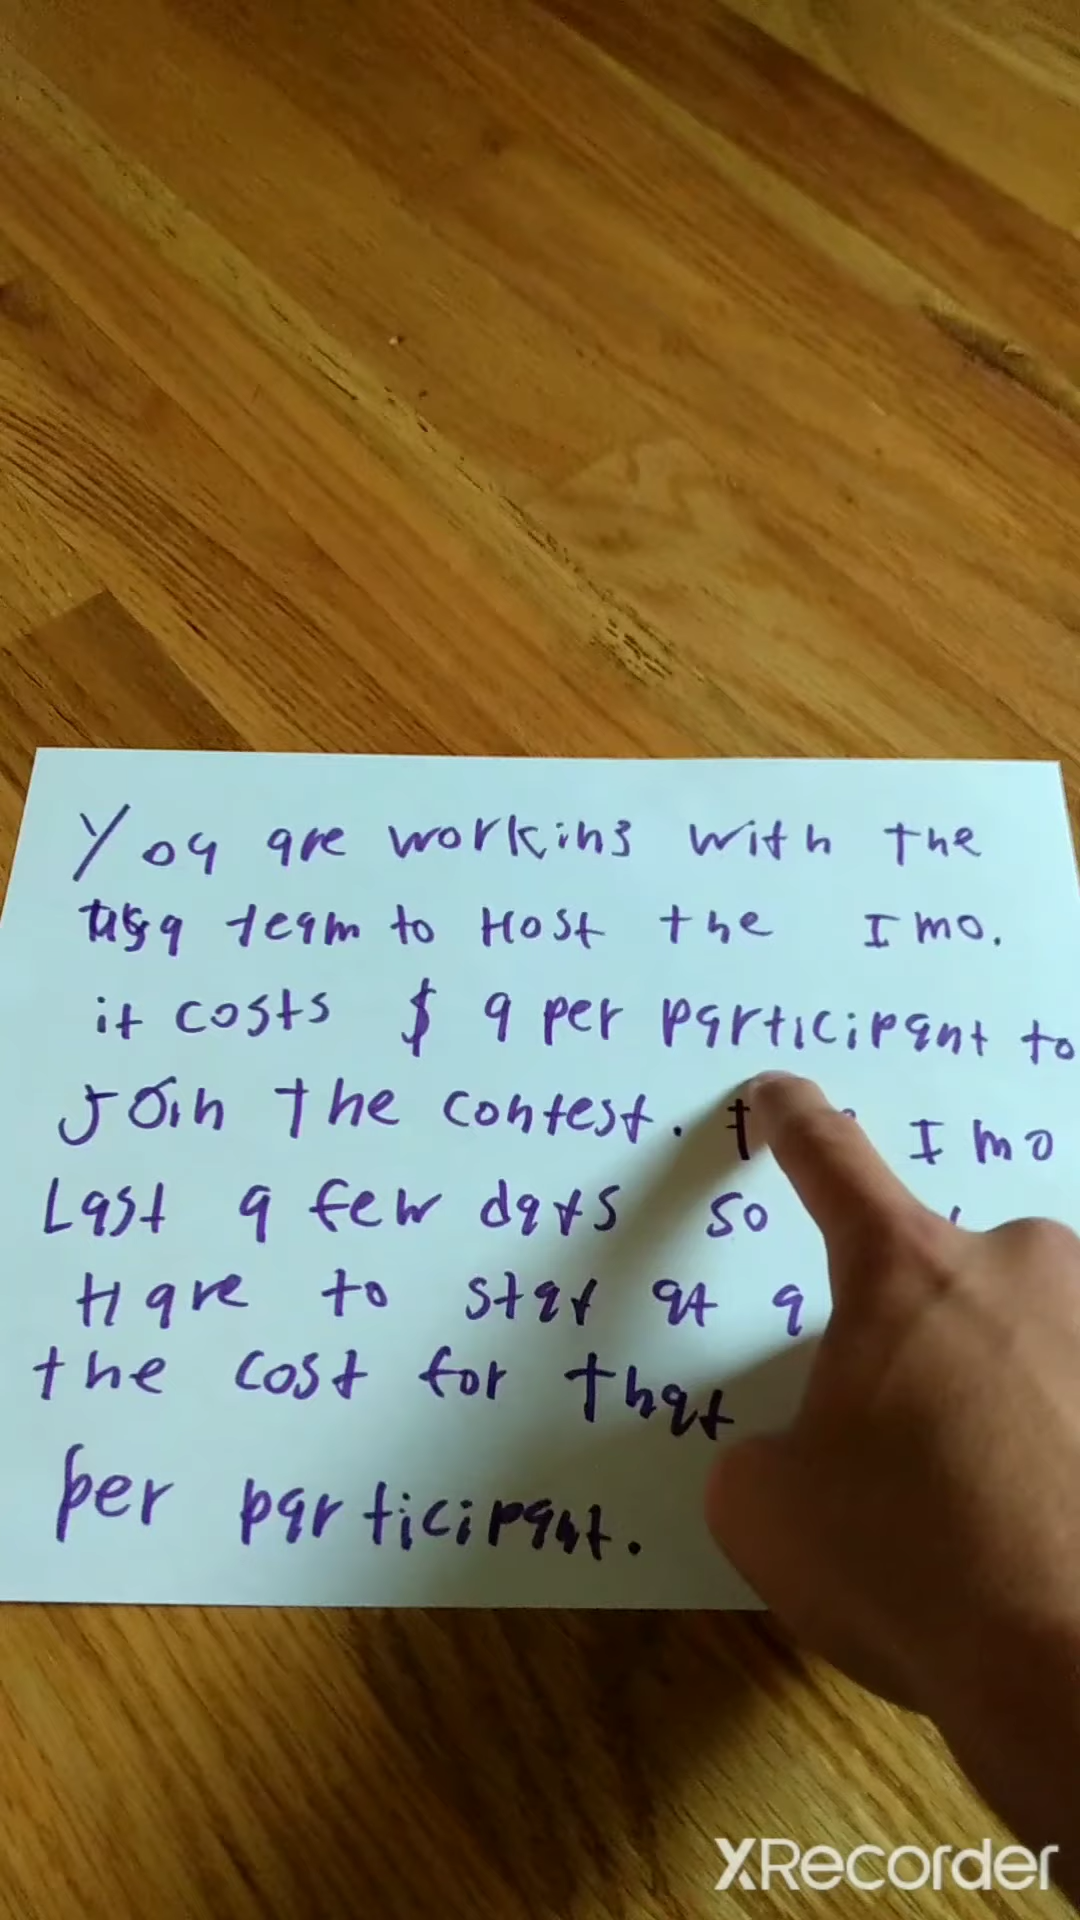 You are working with the
usa team to Host the Imo.
it costs $ a per participant to
Join the contest. Imo
Last a few days so
Have to stay at a
the cost for that
per participant.
XRecorder